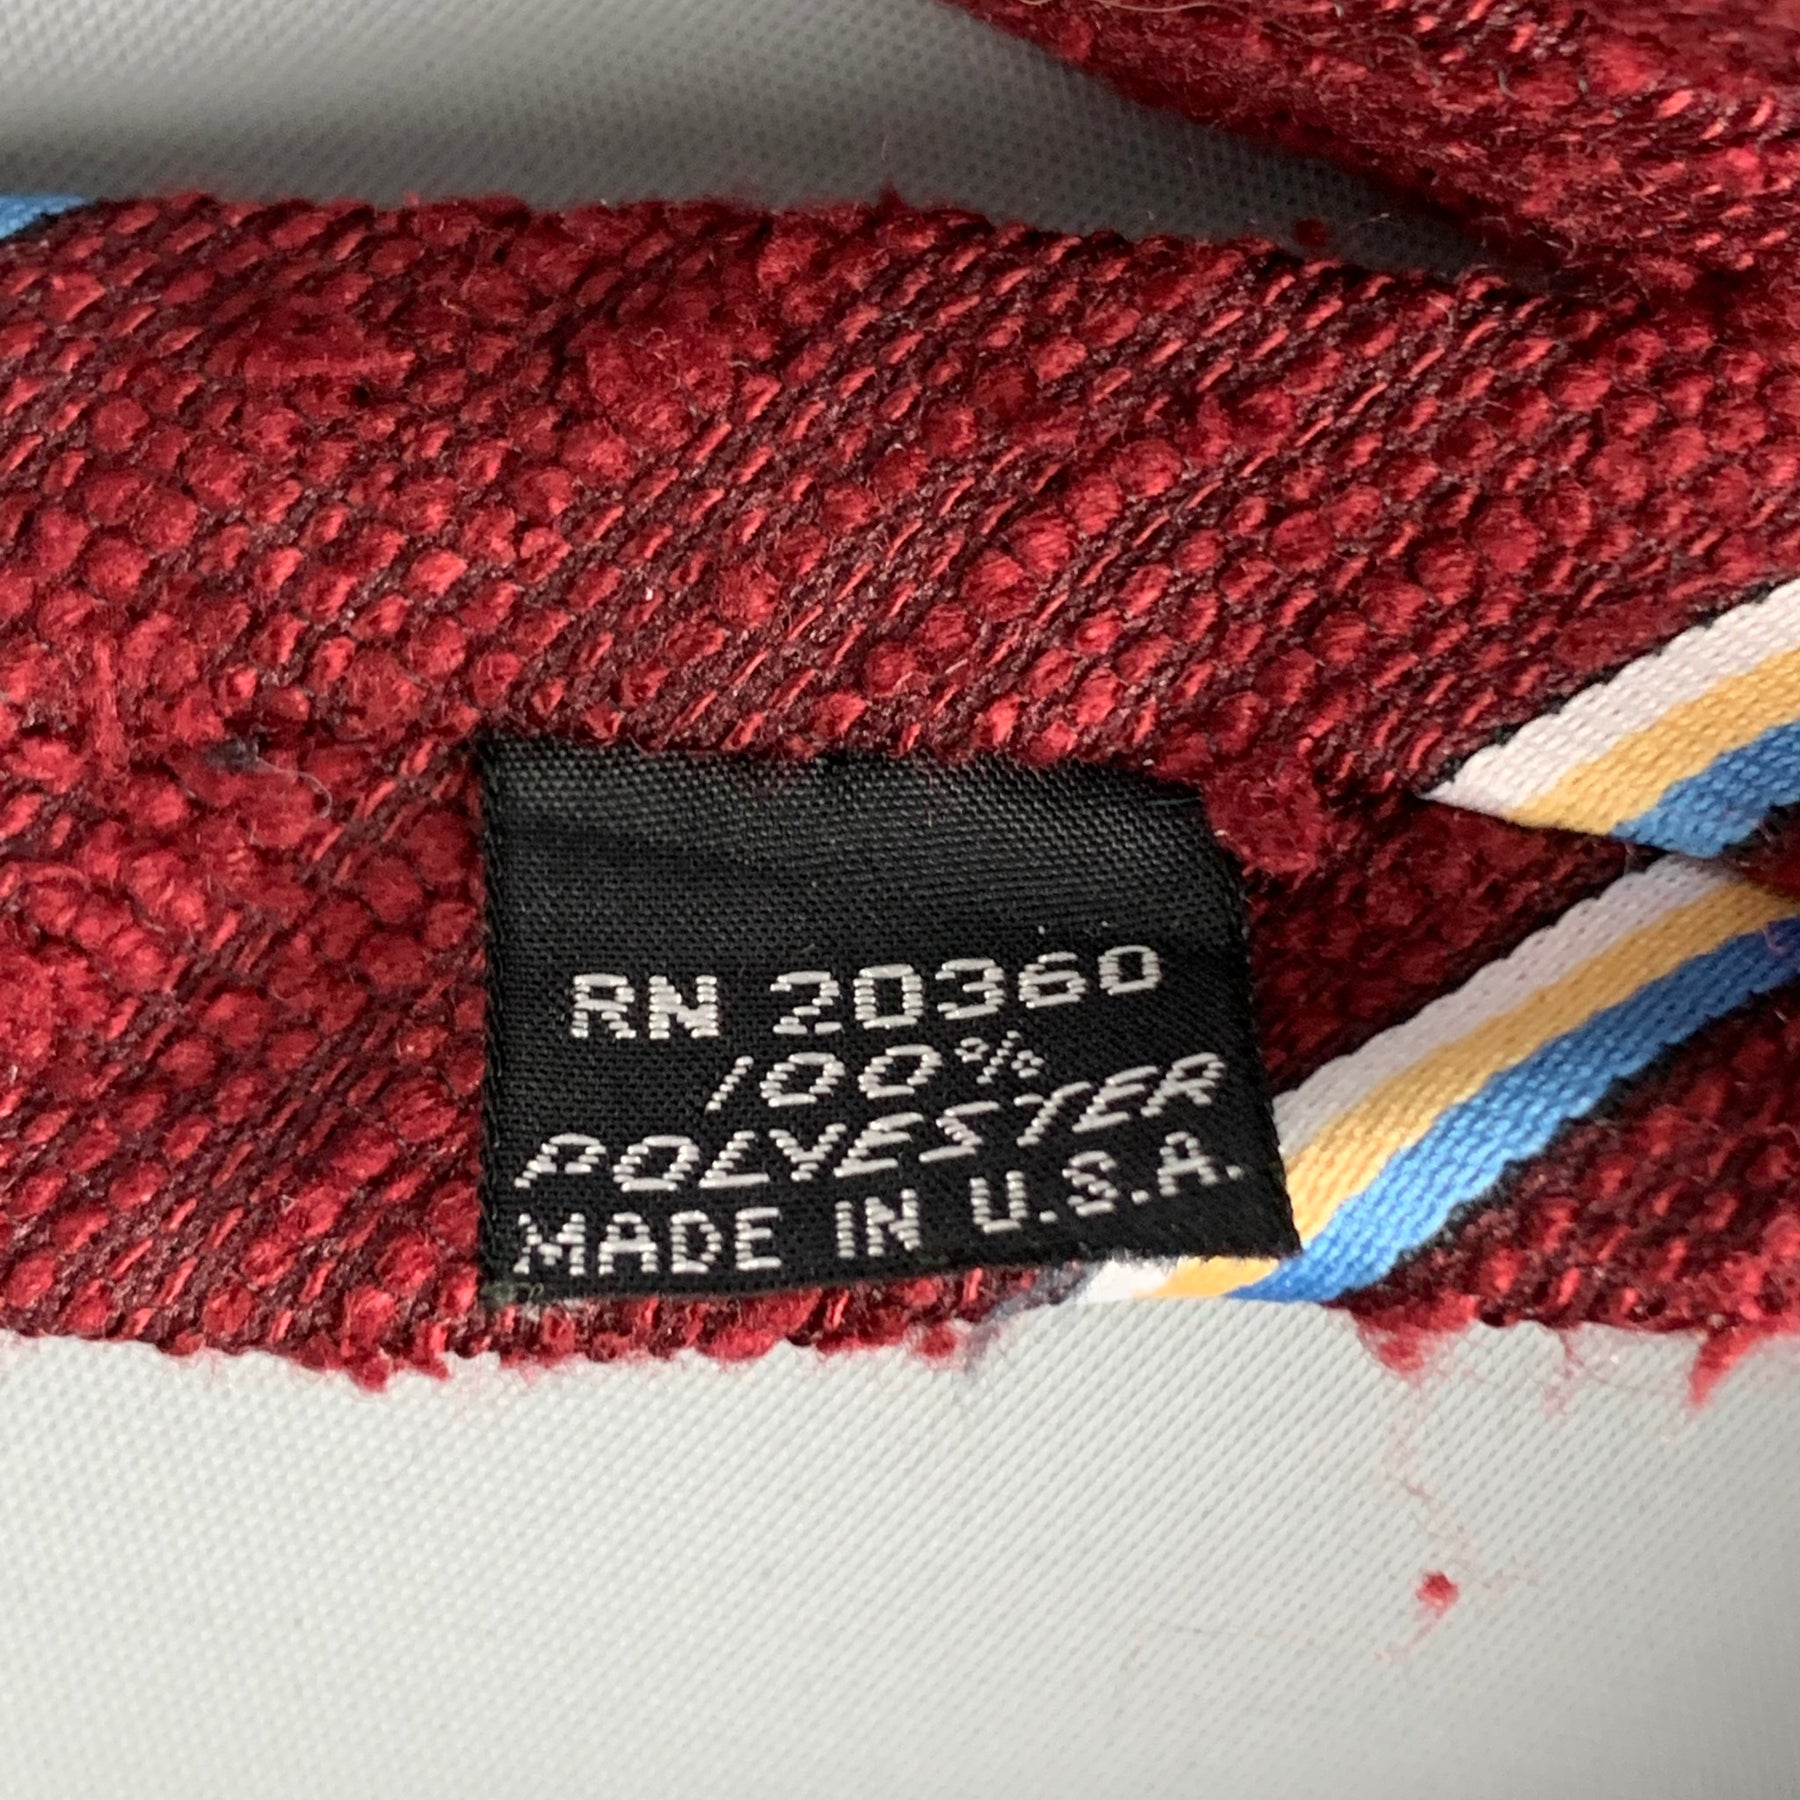 RN 20360
100%
POLYESTER
MADE IN U.S.A.